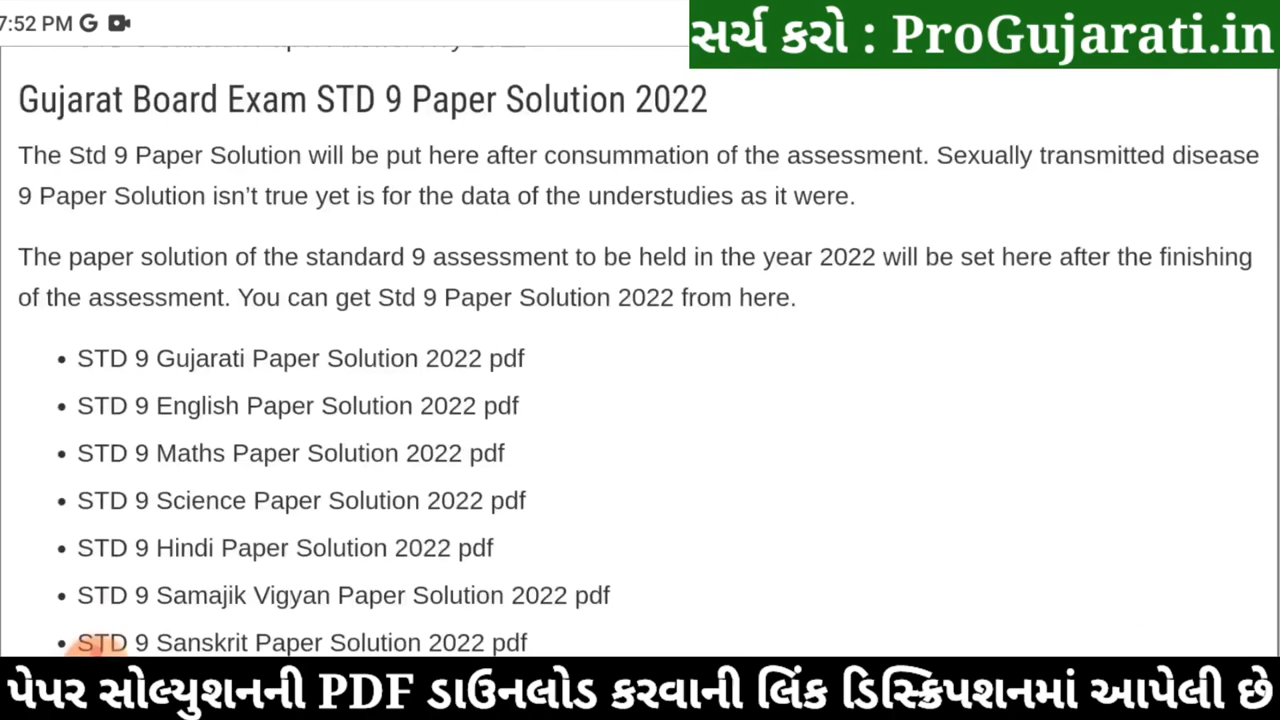 7:52 PM G
સર્ચ કરો : ProGujarati.in
Gujarat Board Exam STD 9 Paper Solution 2022
The Std 9 Paper Solution will be put here after consummation of the assessment. Sexually transmitted disease
9 Paper Solution isn’t true yet is for the data of the understudies as it were.
The paper solution of the standard 9 assessment to be held in the year 2022 will be set here after the finishing
of the assessment. You can get Std 9 Paper Solution 2022 from here.
• STD 9 Gujarati Paper Solution 2022 pdf
• STD 9 English Paper Solution 2022 pdf
• STD 9 Maths Paper Solution 2022 pdf
• STD 9 Science Paper Solution 2022 pdf
• STD 9 Hindi Paper Solution 2022 pdf
• STD 9 Samajik Vigyan Paper Solution 2022 pdf
• STD 9 Sanskrit Paper Solution 2022 pdf
પેપર સોલ્યુશનની PDF ડાઉનલોડ કરવાની લિંક ડિસ્ક્રિપશનમાં આપેલી છે